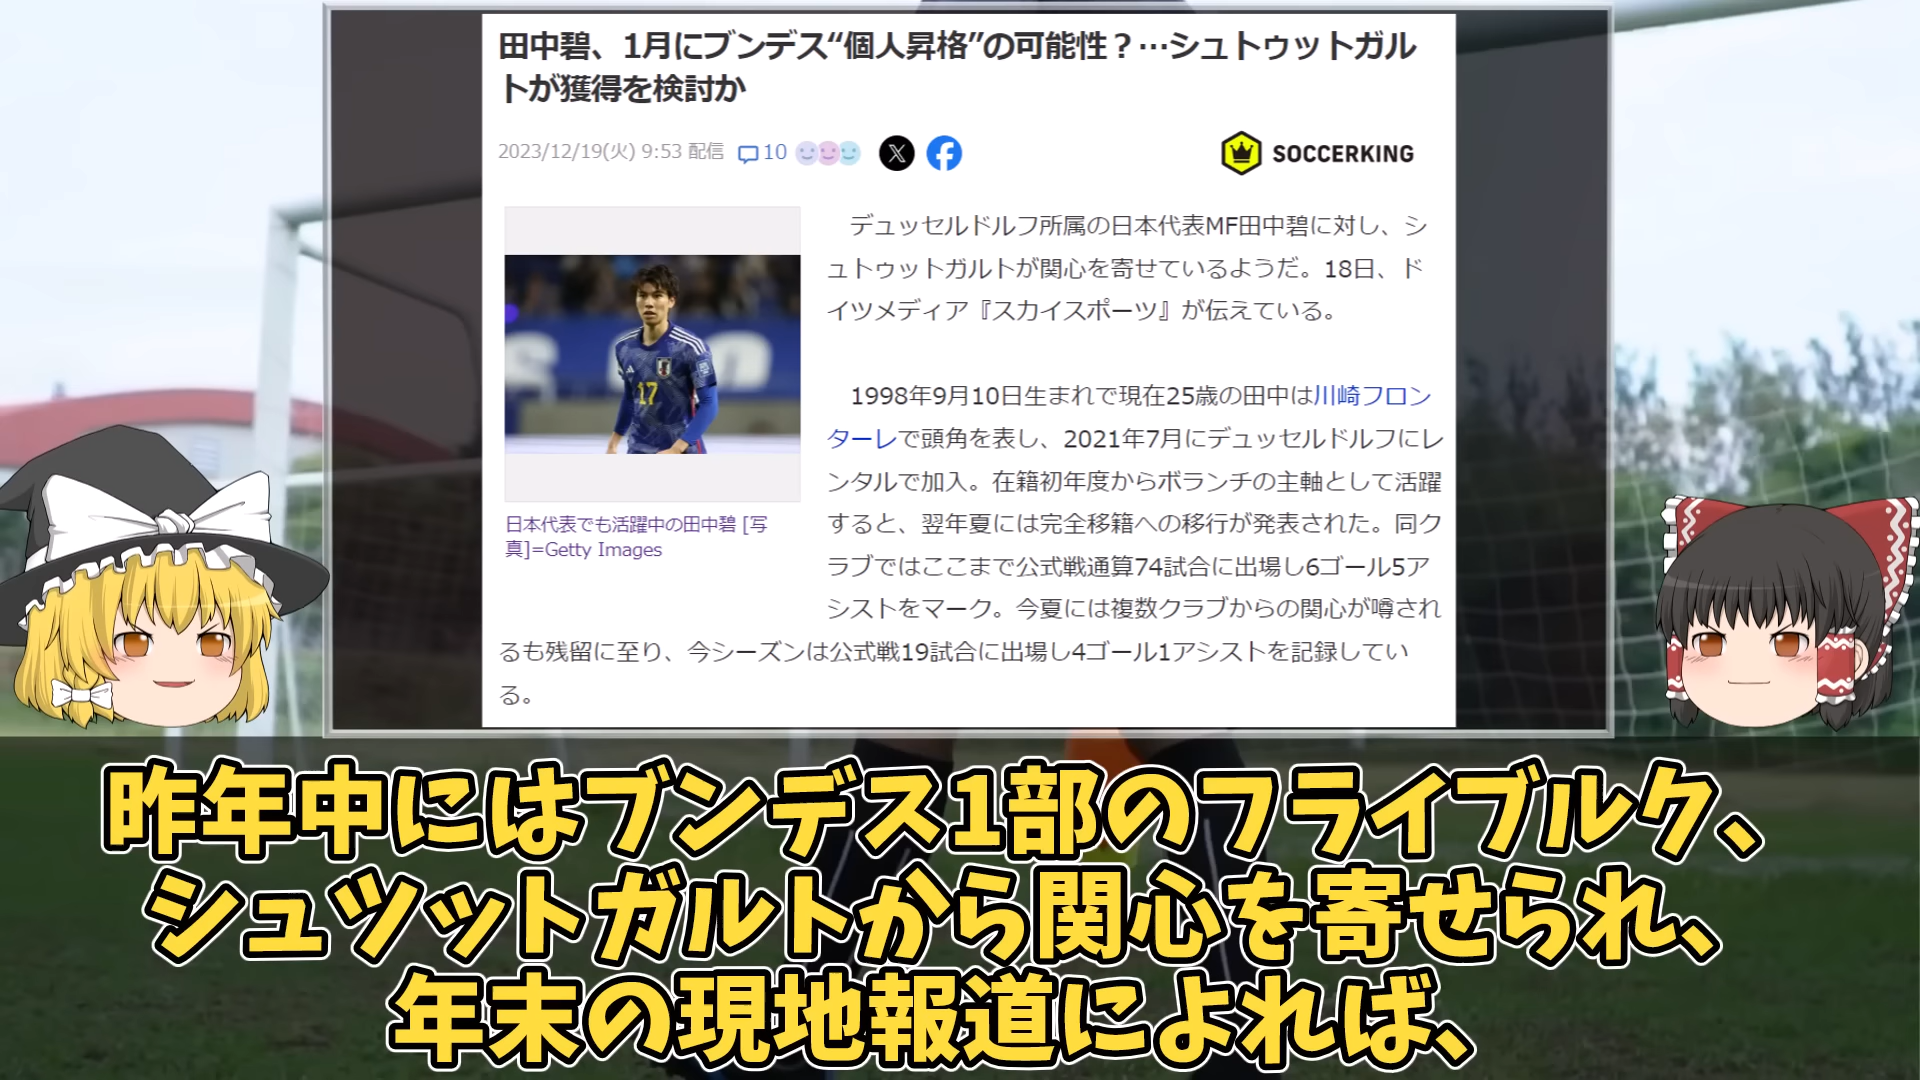 田中碧、1月にブンデス“個人昇格”の可能性？…シュトゥットガル
トが獲得を検討か
2023/12/19(火) 9:53 配信 10
SOCCERKING
デュッセルドルフ所属の日本代表MF田中碧に対し、シ
ュトゥットガルトが関心を寄せているようだ。18日、ド
イツメディア『スカイスポーツ』が伝えている。
1998年9月10日生まれで現在25歳の田中は川崎フロン
ターレで頭角を表し、2021年7月にデュッセルドルフにレ
ンタルで加入。在籍初年度からボランチの主軸として活躍
すると、翌年夏には完全移籍への移行が発表された。同ク
ラブではここまで公式戦通算74試合に出場し6ゴール5ア
シストをマーク。今夏には複数クラブからの関心が噂され
るも残留に至り、今シーズンは公式戦19試合に出場し4ゴール1アシストを記録してい
る。
17
日本代表でも活躍中の田中碧 [写
真]=Getty Images
昨年中にはブンデス1部のフライブルク、
シュツットガルトから関心を寄せられ、
年末の現地報道によれば、